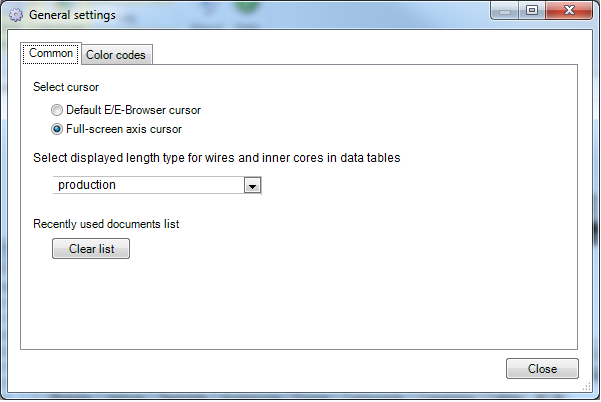 General settings
Common
Color codes
Select cursor
Default E/E-Browser cursor
Full-screen axis cursor
Select displayed length type for wires and inner cores in data tables
production
Recently used documents list
Clear list
Close